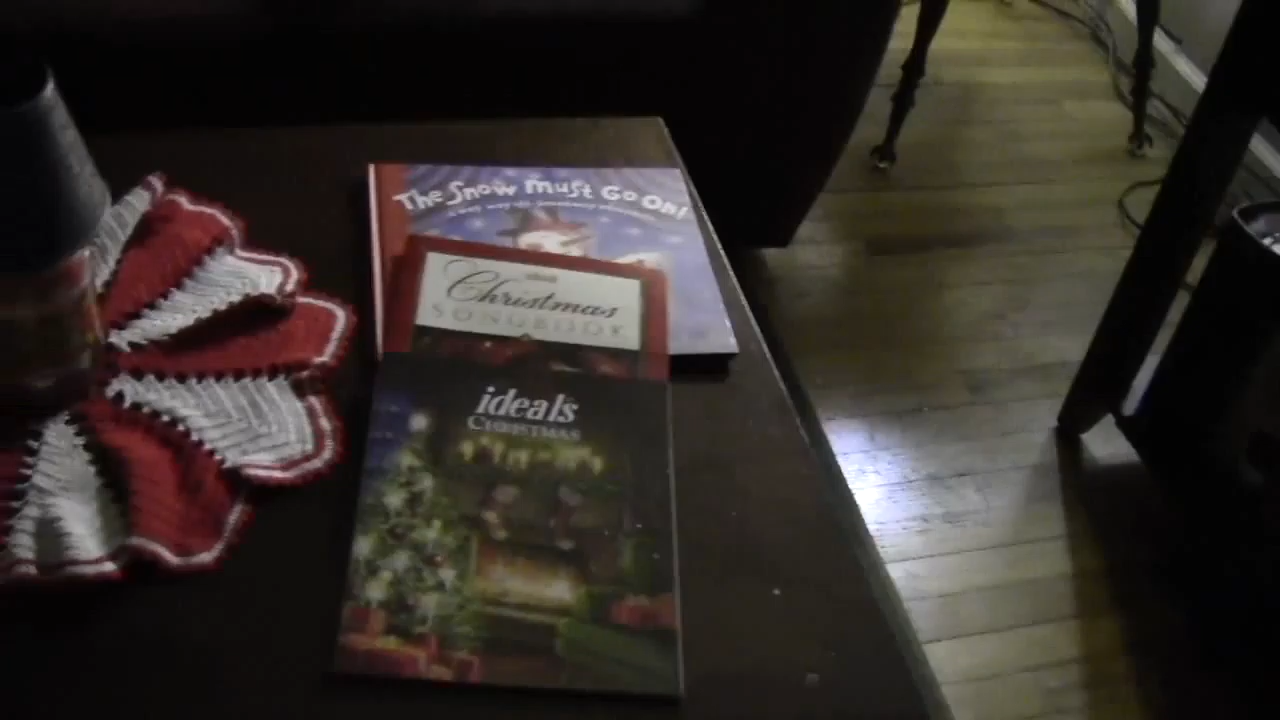 The Snow Must Go On!
Christmas
SONGBOOK
ideals
CHRISTMAS